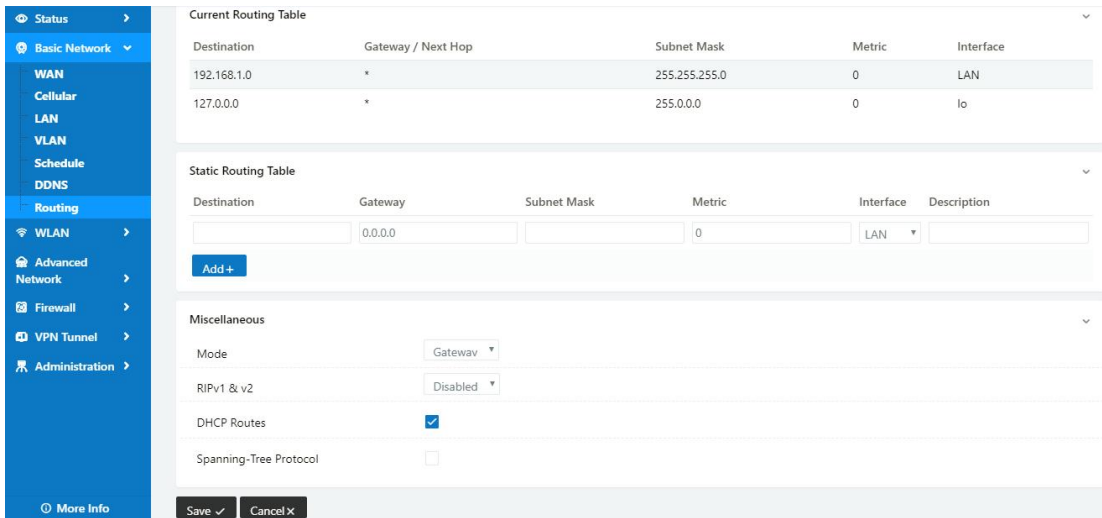 Status
Basic Network
WAN
Cellular
LAN
VLAN
Schedule
DDNS
Routing
WLAN
Advanced
Network
Firewall
VPN Tunnel
Administration
More Info
Current Routing Table
Destination Gateway / Next Hop Subnet Mask Metric Interface
192.168.1.0 * 255.255.255.0 0 LAN
127.0.0.0 * 255.0.0.0 0 lo
Static Routing Table
Destination Gateway Subnet Mask Metric Interface Description
0.0.0.0 0 LAN
Add +
Miscellaneous
Mode Gateway
RIPv1 & v2 Disabled
DHCP Routes
Spanning-Tree Protocol
Save Cancel